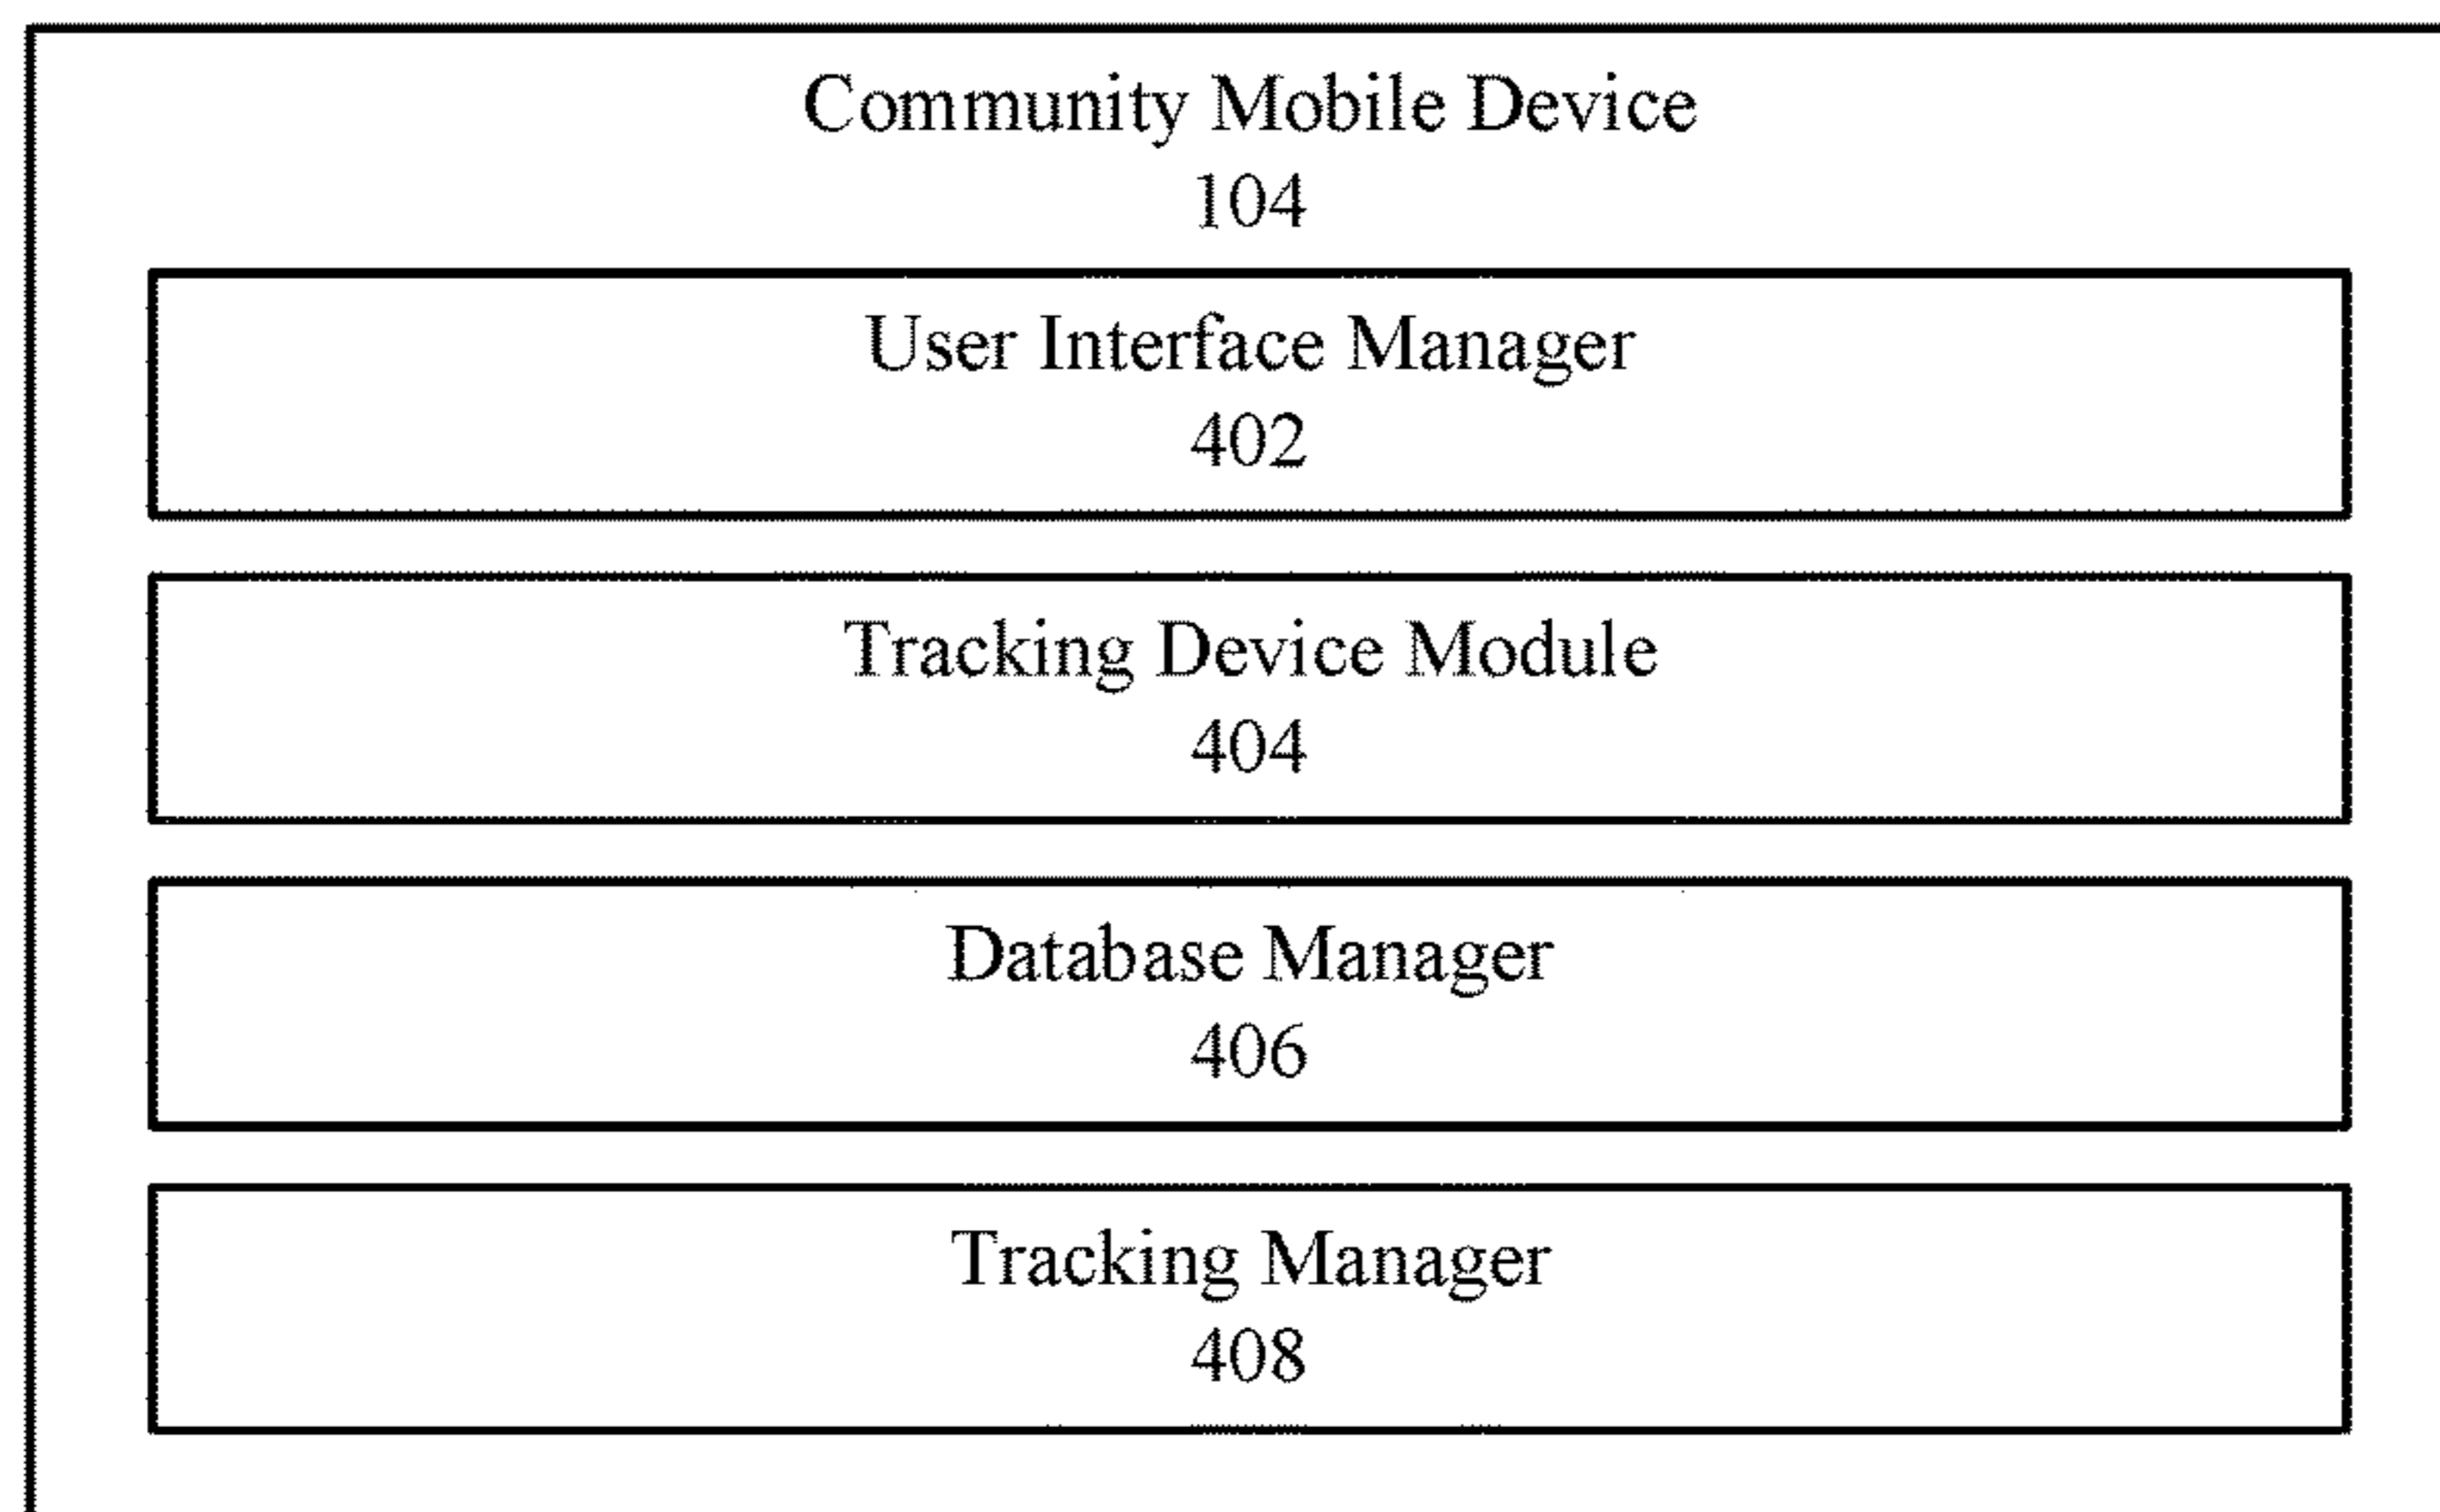 Community Mobile Device
104
User Interface Manager
402
Tracking Device Module
404
Database Manager
406
Tracking Manager
408